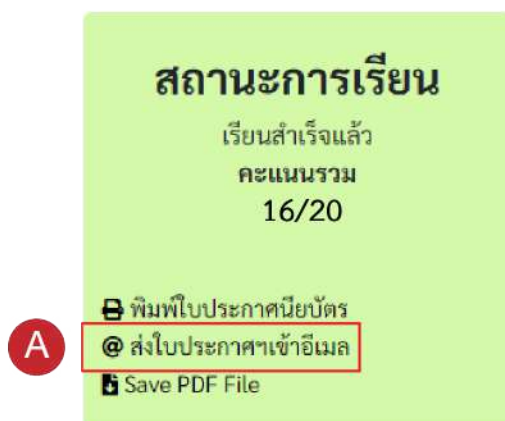 สถานะการเรียน
เรียนสำเร็จแล้ว
คะแนนรวม
16/20
พิมพ์ใบประกาศนียบัตร
A @ ส่งใบประกาศฯเข้าอีเมล
Save PDF File